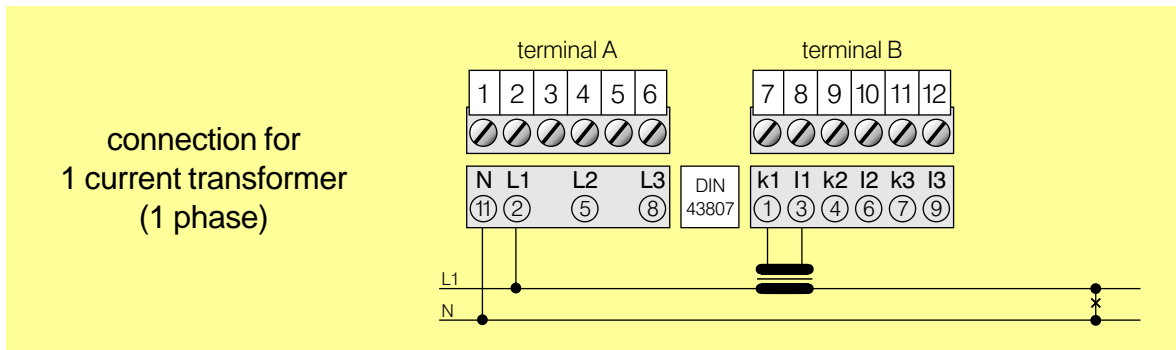 terminal A
terminal B
1 2 3 4 5 6
7 8 9 10 11 12
connection for
1 current transformer
(1 phase)
N L1 L2 L3
11 2 5 8
DIN
43807
k1 l1 k2 l2 k3 l3
1 3 4 6 7 9
L1
N